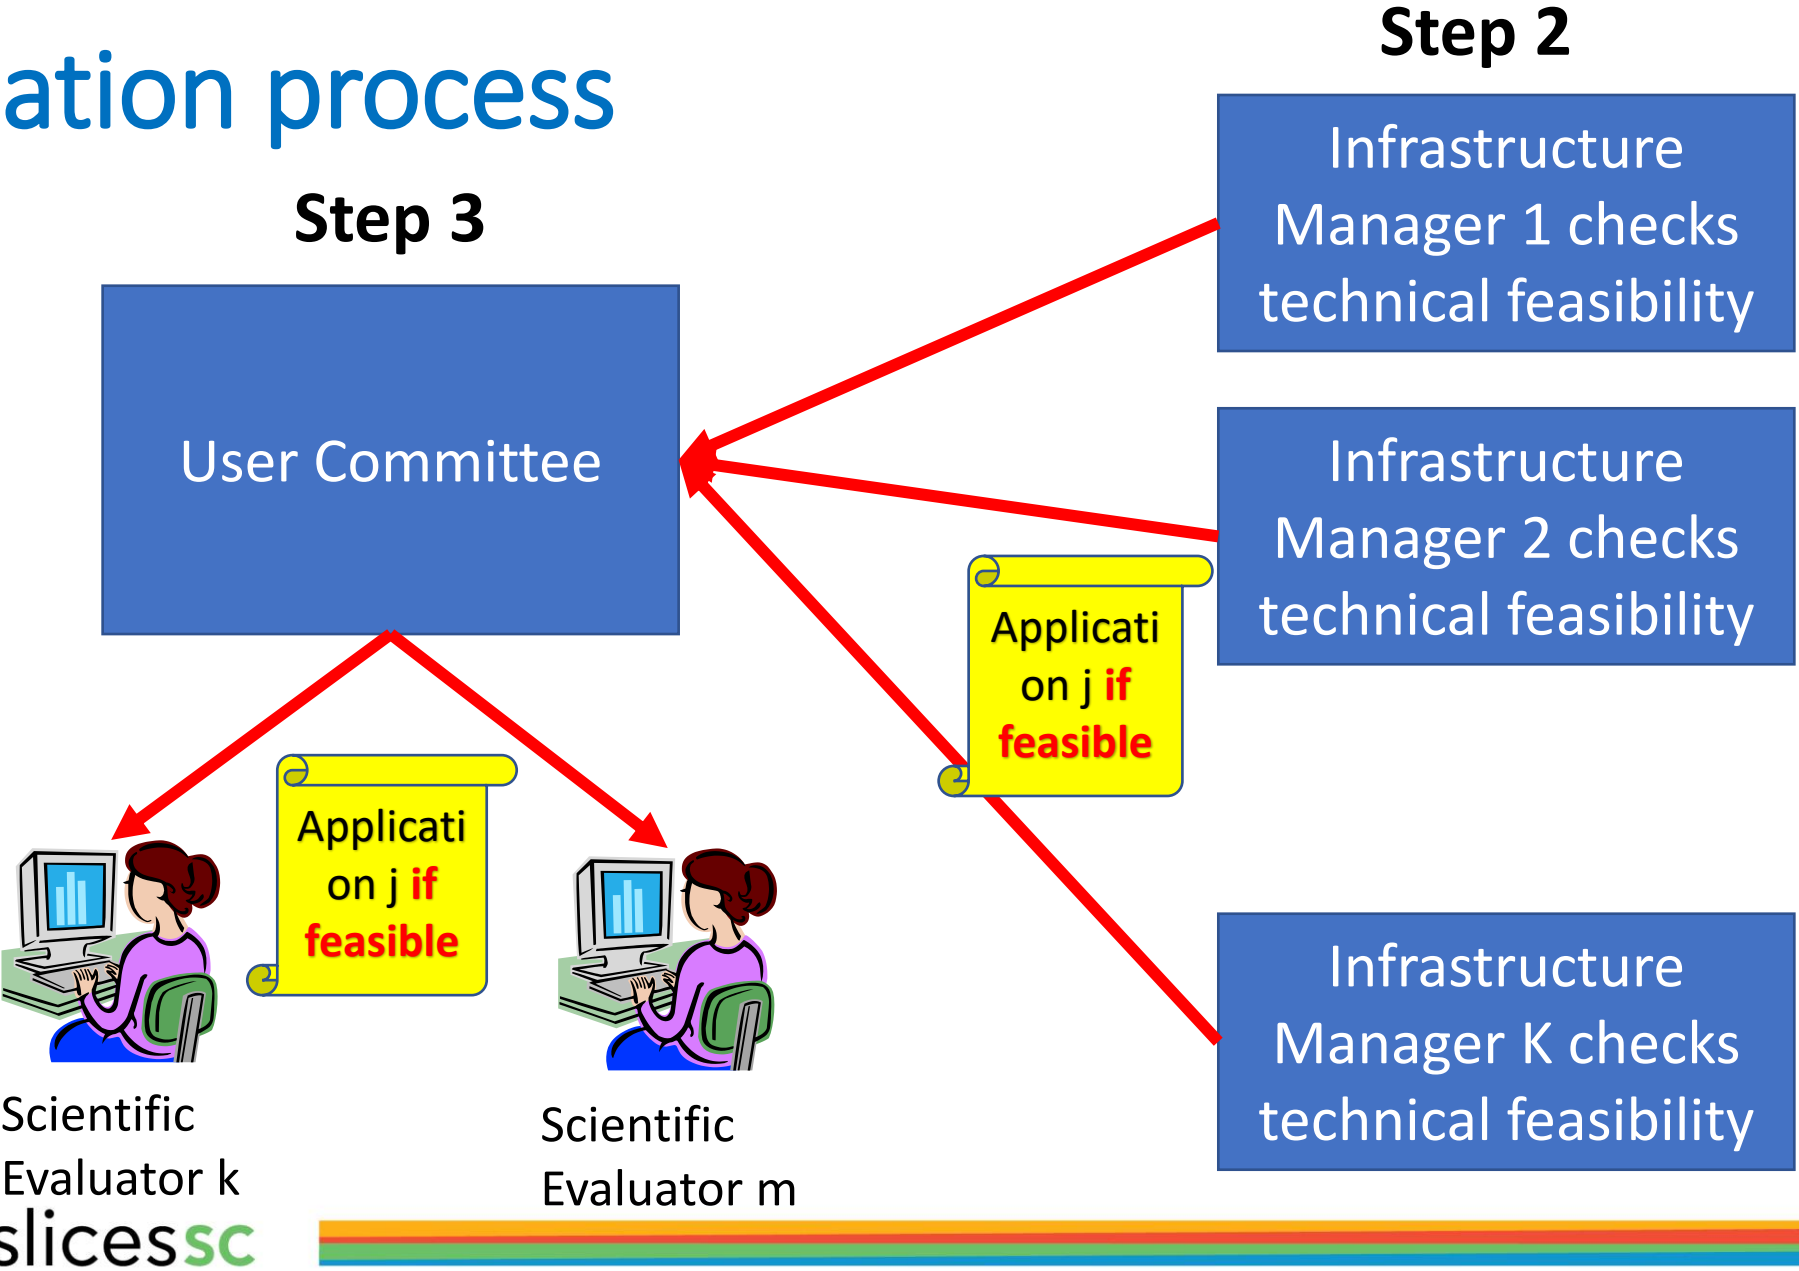 Step 2
ation process
Infrastructure
Manager 1 checks
technical feasibility
Step 3
User Committee
Infrastructure
Manager 2 checks
technical feasibility
Applicati
on j if
feasible
Applicati
on j if
feasible
Infrastructure
Manager K checks
technical feasibility
Scientific
Evaluator k
Scientific
Evaluator m
slicessc